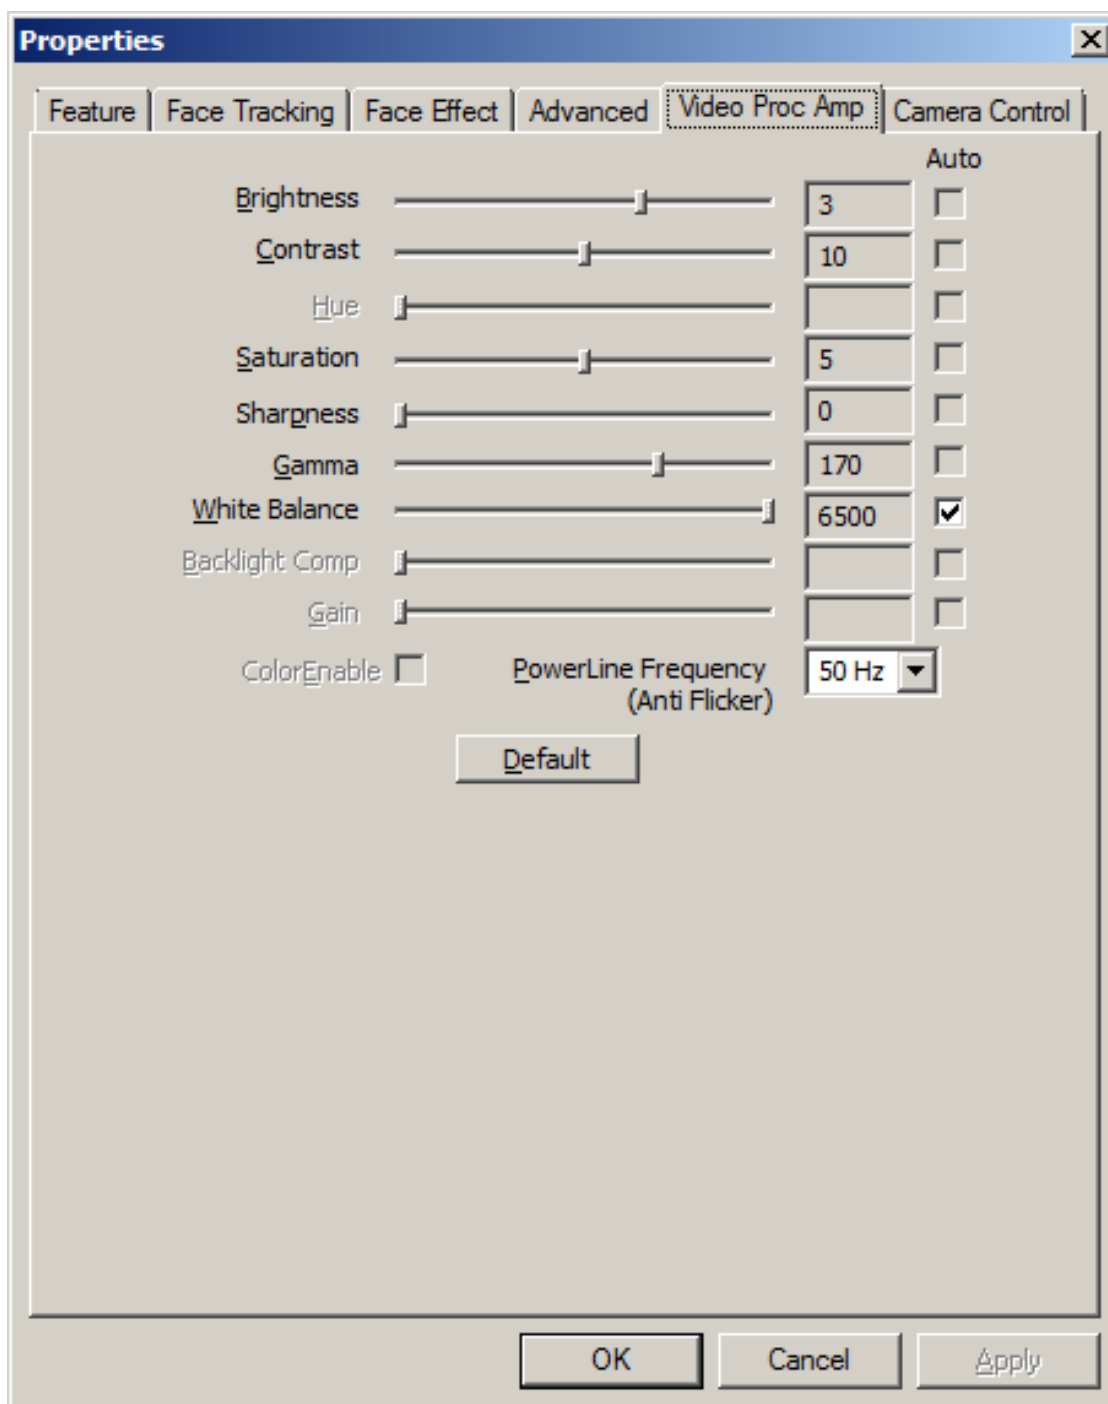 Properties
Feature Face Tracking Face Effect Advanced Video Proc Amp Camera Control
Auto
Brightness 3
Contrast 10
Hue
Saturation 5
Sharpness 0
Gamma 170
White Balance 6500
Backlight Comp
Gain
ColorEnable PowerLine Frequency 50 Hz
(Anti Flicker)
Default
OK Cancel Apply